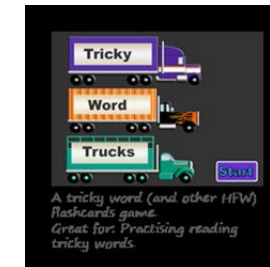 Tricky
Word
Trucks
Start
A tricky word (and other HFW)
flashcards game.
Great for: Practising reading
tricky words.